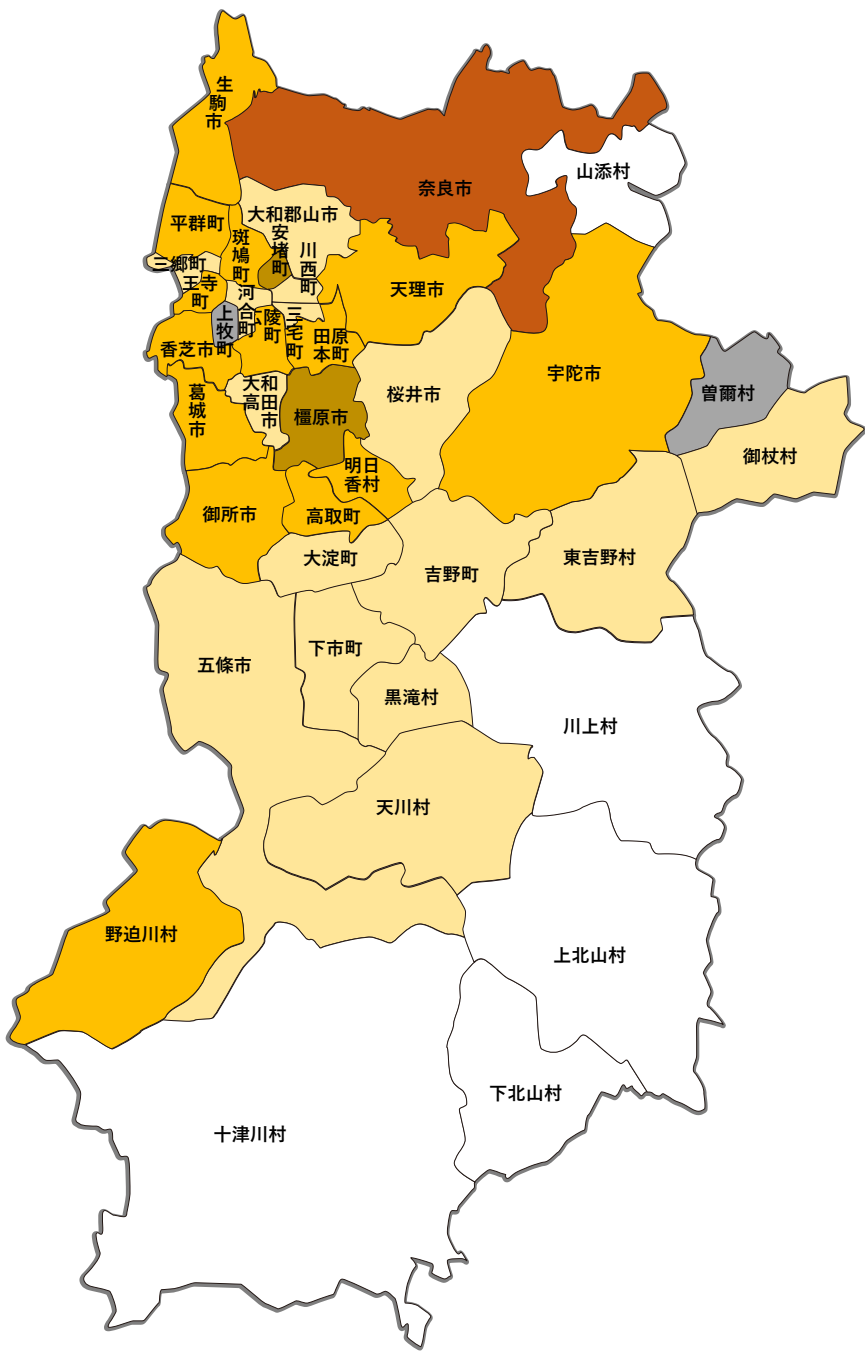 生駒市
奈良市
山添村
平群町
大和郡山市
斑鳩町
安堵町
川西町
三郷町
王寺町
河合町
天理市
上牧町
広陵町
三宅町
田原本町
香芝市
宇陀市
葛城市
大和高田市
橿原市
桜井市
曽爾村
御杖村
明日香村
御所市
高取町
大淀町
吉野町
東吉野村
五條市
下市町
黒滝村
川上村
天川村
野迫川村
上北山村
下北山村
十津川村